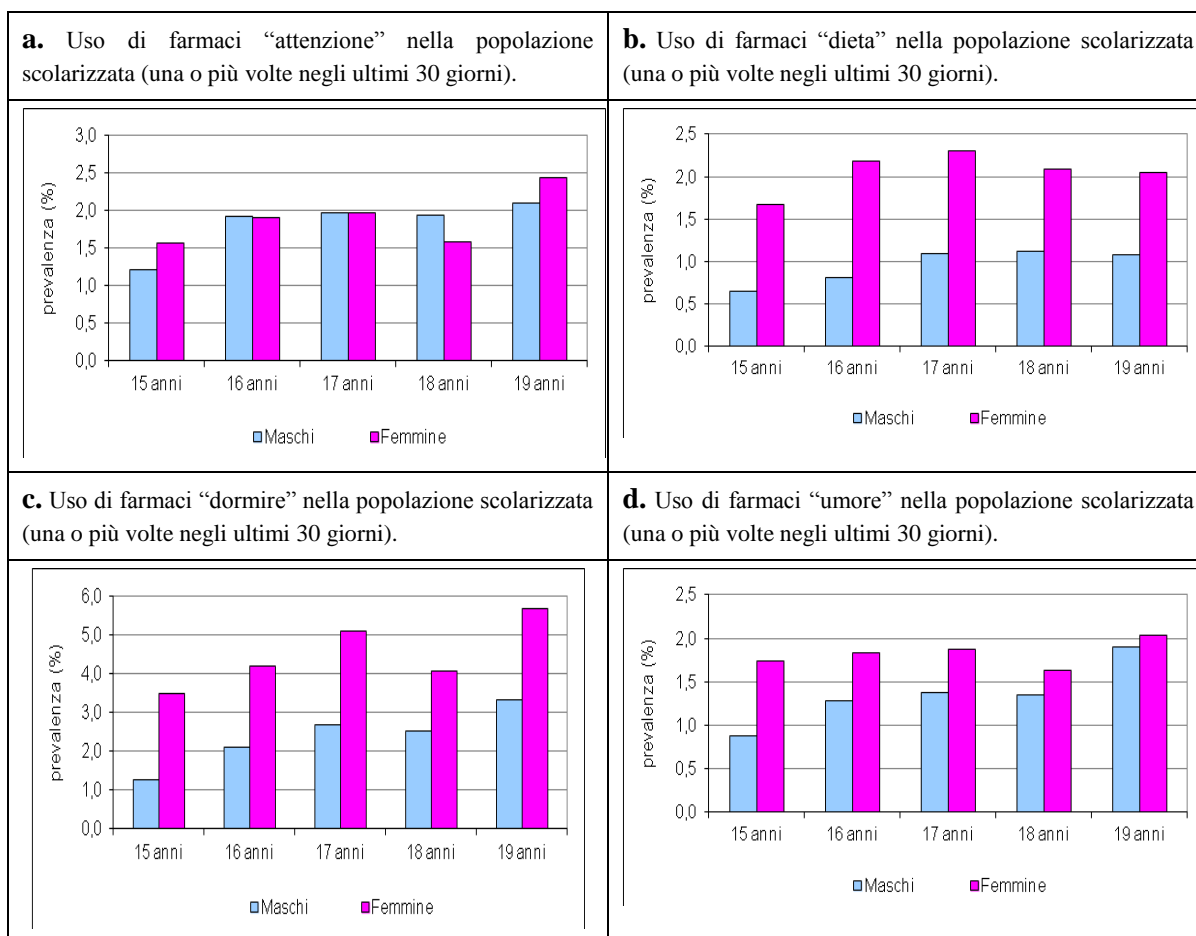 a. Uso di farmaci “attenzione” nella popolazione
scolarizzata (una o più volte negli ultimi 30 giorni).
b. Uso di farmaci “dieta” nella popolazione scolarizzata
(una o più volte negli ultimi 30 giorni).
prevalenza (%)
3,0
2,5
2,0
1,5
1,0
0,5
0,0
15 anni 16 anni 17 anni 18 anni 19 anni
Maschi Femmine
prevalenza (%)
2,5
2,0
1,5
1,0
0,5
0,0
15 anni 16 anni 17 anni 18 anni 19 anni
Maschi Femmine
c. Uso di farmaci “dormire” nella popolazione scolarizzata
(una o più volte negli ultimi 30 giorni).
d. Uso di farmaci “umore” nella popolazione scolarizzata
(una o più volte negli ultimi 30 giorni).
prevalenza (%)
6,0
5,0
4,0
3,0
2,0
1,0
0,0
15 anni 16 anni 17 anni 18 anni 19 anni
Maschi Femmine
prevalenza (%)
2,5
2,0
1,5
1,0
0,5
0,0
15 anni 16 anni 17 anni 18 anni 19 anni
Maschi Femmine